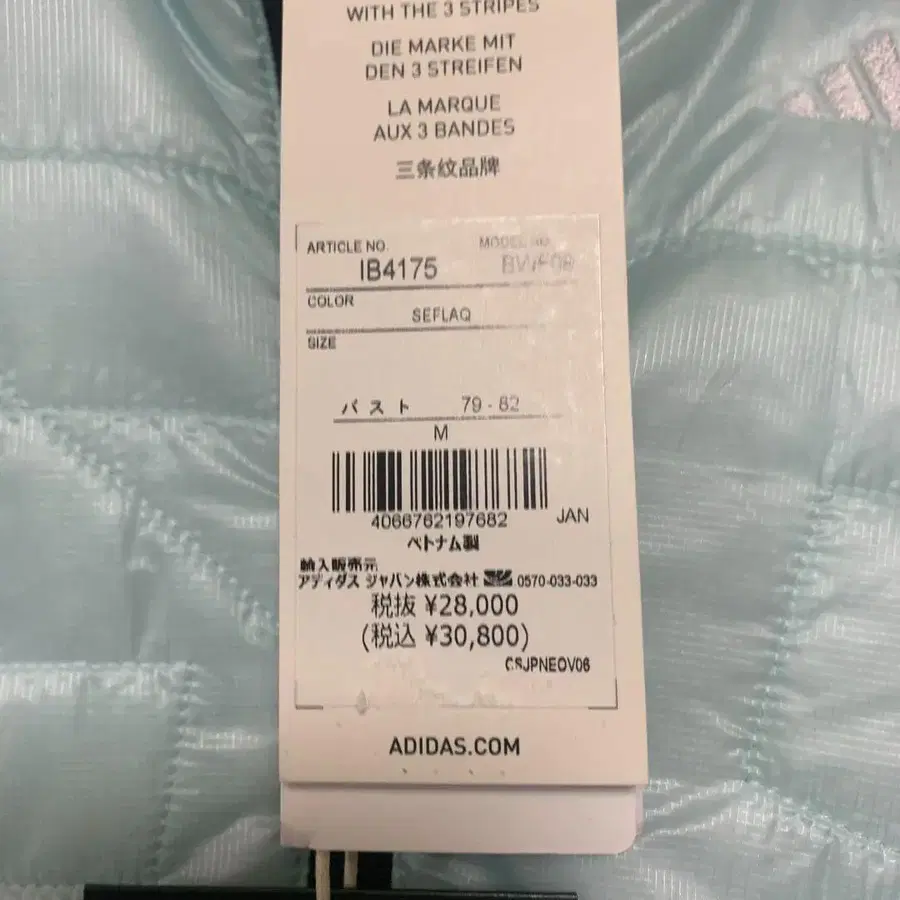 WITH THE 3 STRIPES
DIE MARKE MIT
DEN 3 STREIFEN
LA MARQUE
AUX 3 BANDES
三条纹品牌
ARTICLE NO. MODEL NO.
IB4175
COLOR
SEFLAQ
SIZE
バスト 79 - 82
M
4066762197682 JAN
ベトナム製
輸入販売元
アディダス ジャパン株式会社 0570-033-033
税抜 ¥28,000
(税込 ¥30,800)
CSJPNEOV06
ADIDAS.COM